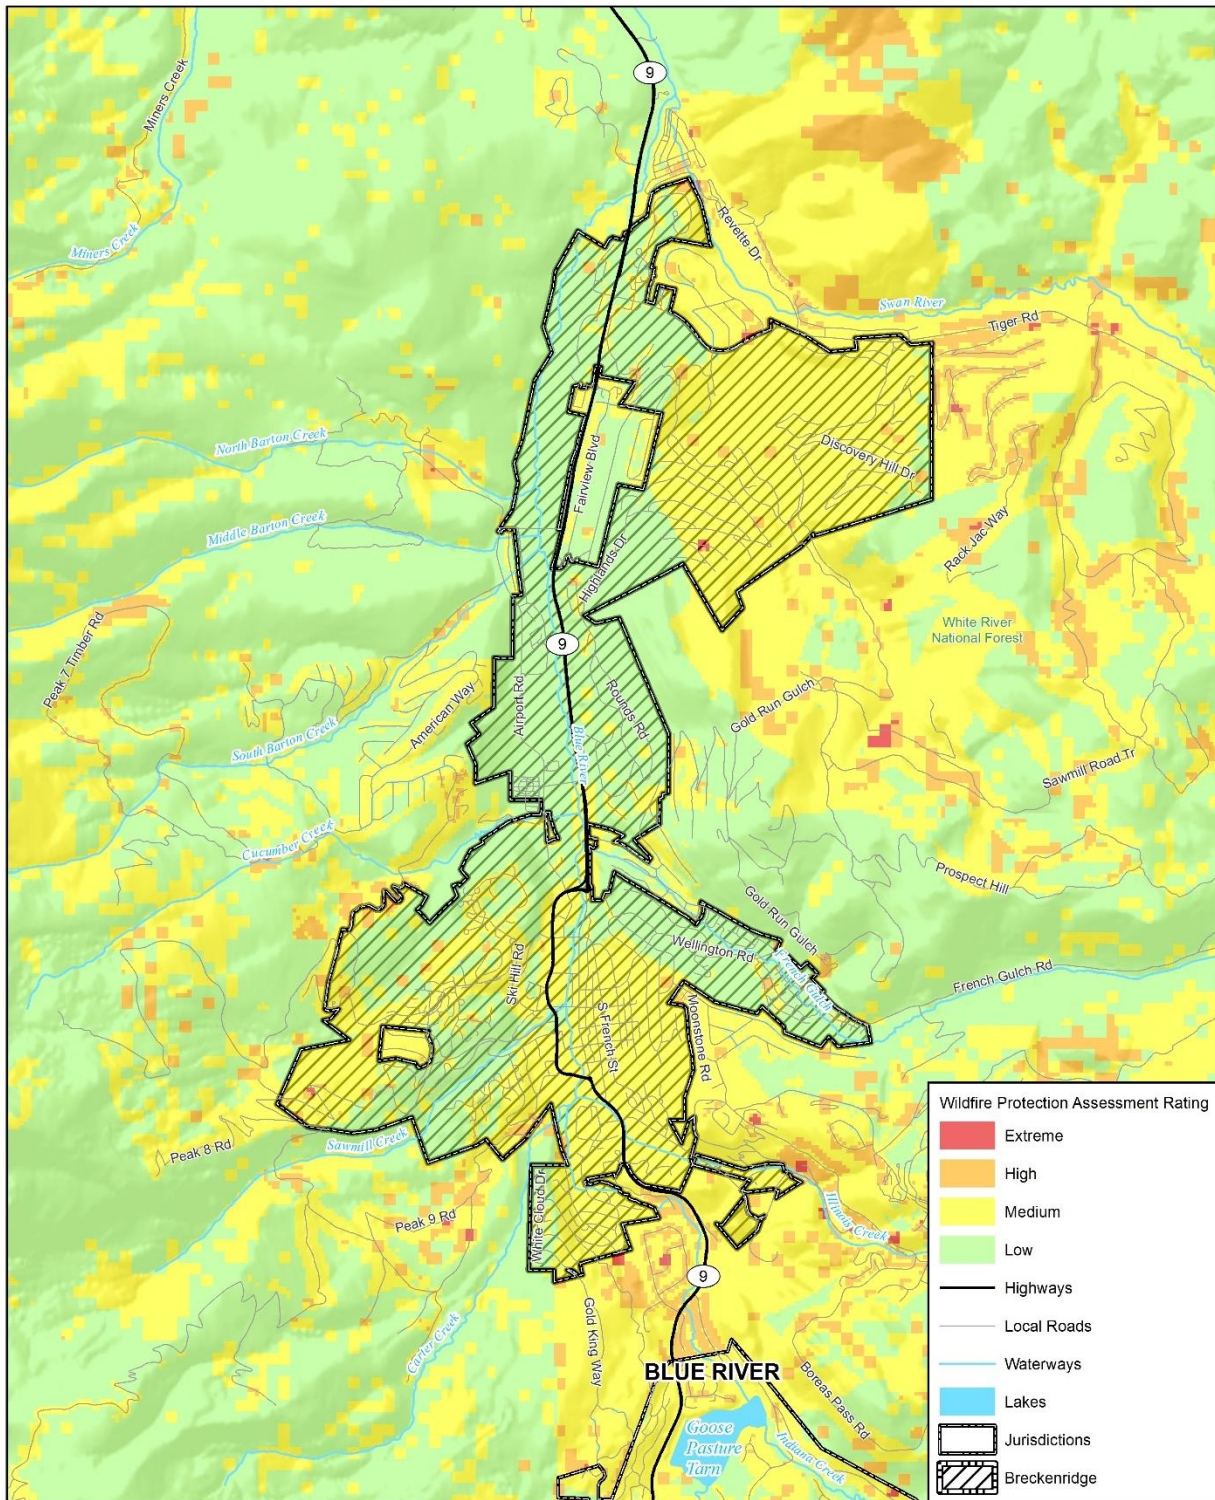 9
Miners Creek
Miners Creek
Revette Dr
Swan River
Tiger Rd
North Barton Creek
Fairview Blvd
Discovery Hill Dr
Middle Barton Creek
Highlands Dr
Rack Jac Way
Peak 7 Timber Rd
White River
National Forest
9
American Way
Airport Rd
Rounds Rd
Gold Run Gulch
South Barton Creek
Blue River
Sawmill Road Tr
Cucumber Creek
Prospect Hill
Gold Run Gulch
Ski Hill Rd
Wellington Rd
French Gulch
French Gulch Rd
S French St
Moonstone Rd
Peak 8 Rd
Sawmill Creek
Illinois Creek
Peak 9 Rd
White Cloud Dr
9
Gold King Way
Carter Creek
BLUE RIVER
Boreas Pass Rd
Goose
Pasture
Tarn
Indiana Creek
Wildfire Protection Assessment Rating
Extreme
High
Medium
Low
Highways
Local Roads
Waterways
Lakes
Jurisdictions
Breckenridge